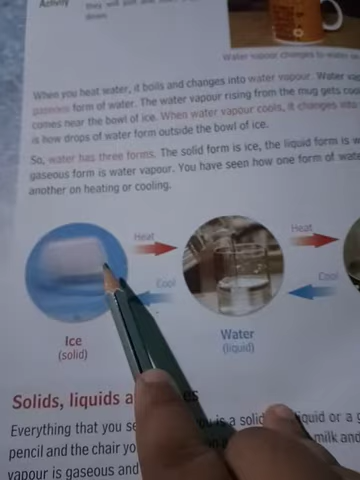 Activity
down
Water vapour changes to water on
When you heat water, it boils and changes into water vapour. Water
gaseous form of water. The water vapour rising from the mug gets
comes near the bowl of ice. When water vapour cools, it changes into
is how drops of water form outside the bowl of ice.
So, water has three forms. The solid form is ice, the liquid form is
gaseous form is water vapour. You have seen how one form of
another on heating or cooling.
Heat
Heat
Cool
Cool
Ice
(solid)
Water
(liquid)
Solids, liquids
Everything that you is a solid liquid or a
pencil and the chair milk and
vapour is gaseous and